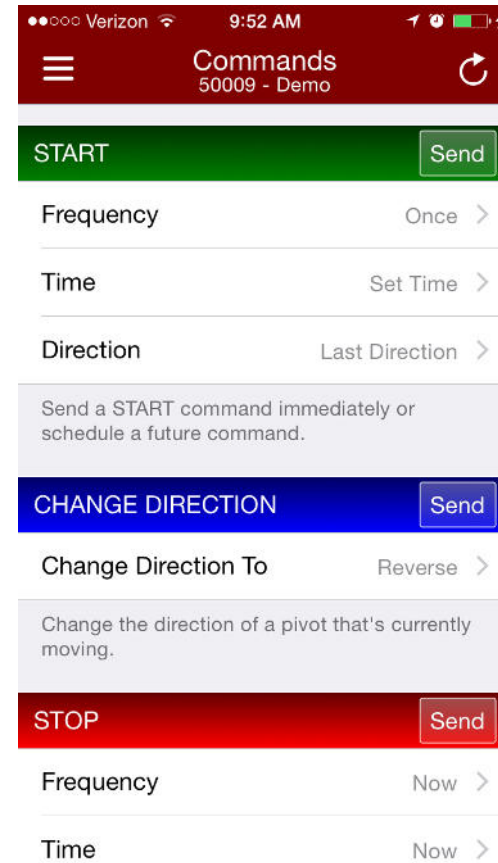 Verizon 9:52 AM
Commands
50009 - Demo
START Send
Frequency Once
Time Set Time
Direction Last Direction
Send a START command immediately or
schedule a future command.
CHANGE DIRECTION Send
Change Direction To Reverse
Change the direction of a pivot that's currently
moving.
STOP Send
Frequency Now
Time Now